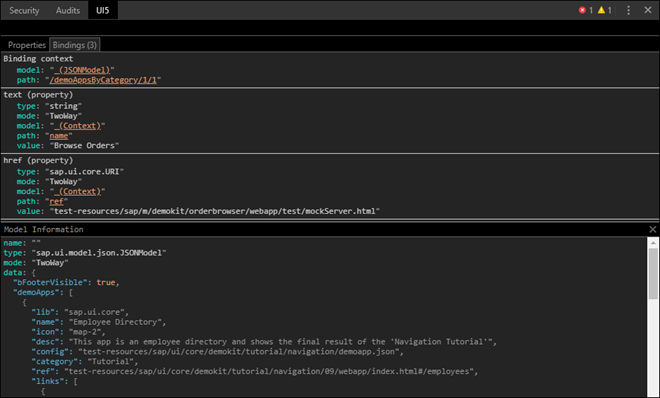 Security Audits UI5 1 1
Properties Bindings (3)
Binding context
model: "_(JSONModel)"
path: "/demoAppsByCategory/1/1"
text (property)
type: "string"
mode: "TwoWay"
model: "_(Context)"
path: "name"
value: "Browse Orders"
href (property)
type: "sap.ui.core.URI"
mode: "TwoWay"
model: "_(Context)"
path: "ref"
value: "test-resources/sap/m/demokit/orderbrowser/webapp/test/mockServer.html"
Model Information
name: ""
type: "sap.ui.model.json.JSONModel"
mode: "TwoWay"
data: {
"bFooterVisible": true,
"demoApps": [
{
"lib": "sap.ui.core",
"name": "Employee Directory",
"icon": "map-2",
"desc": "This app is an employee directory and shows the final result of the 'Navigation Tutorial'",
"config": "test-resources/sap/ui/core/demokit/tutorial/navigation/demoapp.json",
"category": "Tutorial",
"ref": "test-resources/sap/ui/core/demokit/tutorial/navigation/09/webapp/index.html#/employees",
"links": [
{